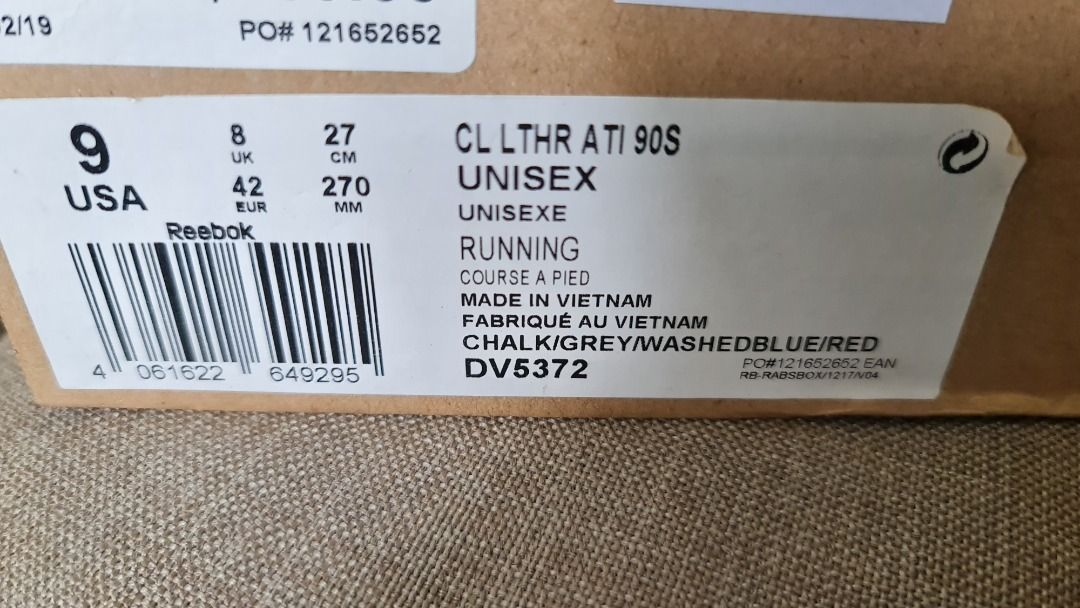 2/19
PO# 121652652
9
USA
8
UK
27
CM
42
EUR
270
MM
Reebok
4 061622 649295
CL LTHR ATI 90S
UNISEX
UNISEXE
RUNNING
COURSE A PIED
MADE IN VIETNAM
FABRIQUÉ AU VIETNAM
CHALK/GREY/WASHEDBLUE/RED
DV5372
PO#121652652 EAN
RB-RABSBOX/1217/V04